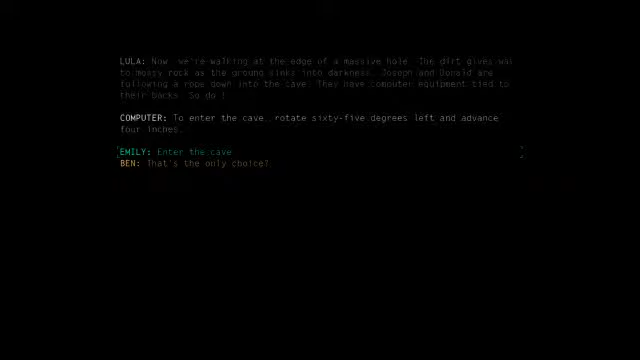 LULA: Now we're walking at the edge of a massive hole. The dirt gives way
to mossy rock as the ground sinks into darkness. Joseph and Donald are
following a rope down into the cave. They have computer equipment tied to
their backs. So do I.
COMPUTER: To enter the cave, rotate sixty-five degrees left and advance
four inches.
EMILY: Enter the cave
BEN: That's the only choice?